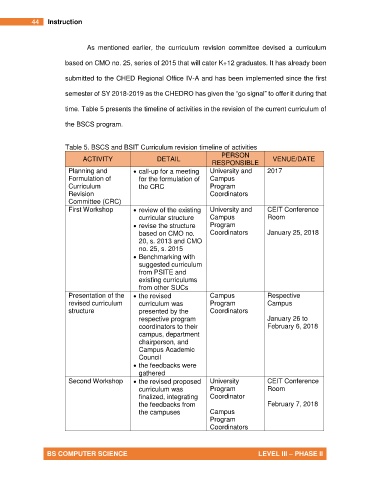 44 Instruction
As mentioned earlier, the curriculum revision committee devised a curriculum
based on CMO no. 25, series of 2015 that will cater K+12 graduates. It has already been
submitted to the CHED Regional Office IV-A and has been implemented since the first
semester of SY 2018-2019 as the CHEDRO has given the “go signal” to offer it during that
time. Table 5 presents the timeline of activities in the revision of the current curriculum of
the BSCS program.
Table 5. BSCS and BSIT Curriculum revision timeline of activities
ACTIVITY DETAIL PERSON RESPONSIBLE VENUE/DATE
Planning and
Formulation of
Curriculum
Revision
Committee (CRC)
• call-up for a meeting
for the formulation of
the CRC
University and
Campus
Program
Coordinators
2017
First Workshop
• review of the existing
curricular structure
• revise the structure
based on CMO no.
20, s. 2013 and CMO
no. 25, s. 2015
• Benchmarking with
suggested curriculum
from PSITE and
existing curriculums
from other SUCs
University and
Campus
Program
Coordinators
CEIT Conference
Room
January 25, 2018
Presentation of the
revised curriculum
structure
• the revised
curriculum was
presented by the
respective program
coordinators to their
campus, department
chairperson, and
Campus Academic
Council
• the feedbacks were
gathered
Campus
Program
Coordinators
Respective
Campus
January 26 to
February 6, 2018
Second Workshop
• the revised proposed
curriculum was
finalized, integrating
the feedbacks from
the campuses
University
Program
Coordinator
Campus
Program
Coordinators
CEIT Conference
Room
February 7, 2018
BS COMPUTER SCIENCE LEVEL III – PHASE II